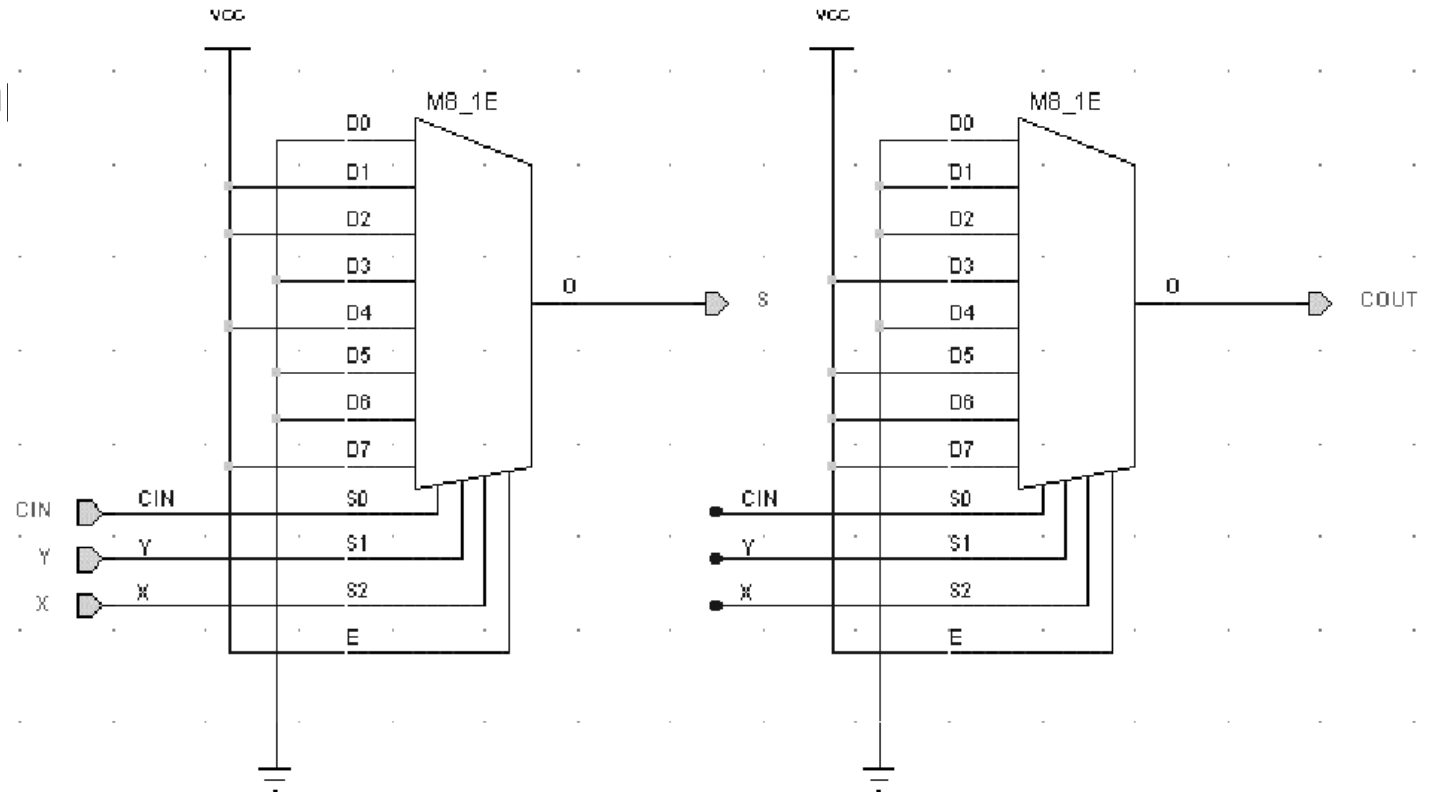 VCC
M8_1E
D0
D1
D2
D3
D4
D5
D6
D7
O
S
CIN
CIN
S0
Y
Y
S1
X
X
S2
E
VCC
M8_1E
D0
D1
D2
D3
D4
D5
D6
D7
O
COUT
CIN
S0
Y
S1
X
S2
E